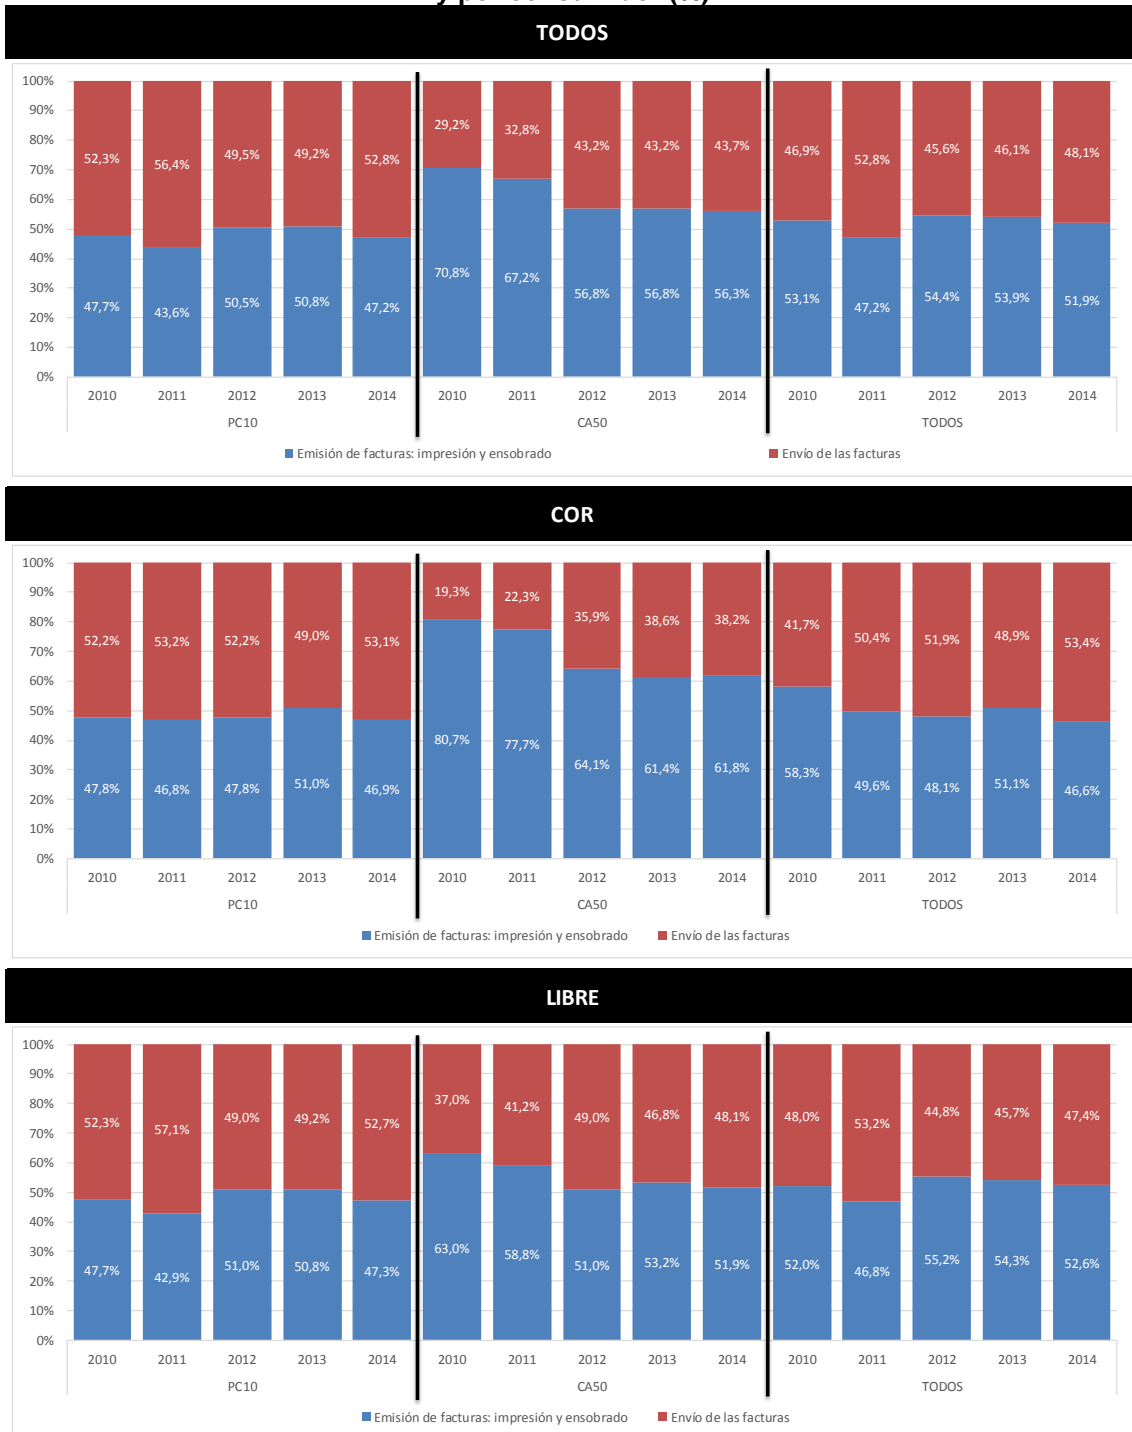 TODOS
100%
90%
80%
70%
60%
50%
40%
30%
20%
10%
0%
52,3% 56,4% 49,5% 49,2% 52,8% 29,2% 32,8% 43,2% 43,2% 43,7% 46,9% 52,8% 45,6% 46,1% 48,1%
47,7% 43,6% 50,5% 50,8% 47,2% 70,8% 67,2% 56,8% 56,8% 56,3% 53,1% 47,2% 54,4% 53,9% 51,9%
2010 2011 2012 2013 2014 2010 2011 2012 2013 2014 2010 2011 2012 2013 2014
PC10 CA50 TODOS
Emisión de facturas: impresión y ensobrado Envío de las facturas
COR
100%
90%
80%
70%
60%
50%
40%
30%
20%
10%
0%
52,2% 53,2% 52,2% 49,0% 53,1% 19,3% 22,3% 35,9% 38,6% 38,2% 41,7% 50,4% 51,9% 48,9% 53,4%
47,8% 46,8% 47,8% 51,0% 46,9% 80,7% 77,7% 64,1% 61,4% 61,8% 58,3% 49,6% 48,1% 51,1% 46,6%
2010 2011 2012 2013 2014 2010 2011 2012 2013 2014 2010 2011 2012 2013 2014
PC10 CA50 TODOS
Emisión de facturas: impresión y ensobrado Envío de las facturas
LIBRE
100%
90%
80%
70%
60%
50%
40%
30%
20%
10%
0%
52,3% 57,1% 49,0% 49,2% 52,7% 37,0% 41,2% 49,0% 46,8% 48,1% 48,0% 53,2% 44,8% 45,7% 47,4%
47,7% 42,9% 51,0% 50,8% 47,3% 63,0% 58,8% 51,0% 53,2% 51,9% 52,0% 46,8% 55,2% 54,3% 52,6%
2010 2011 2012 2013 2014 2010 2011 2012 2013 2014 2010 2011 2012 2013 2014
PC10 CA50 TODOS
Emisión de facturas: impresión y ensobrado Envío de las facturas